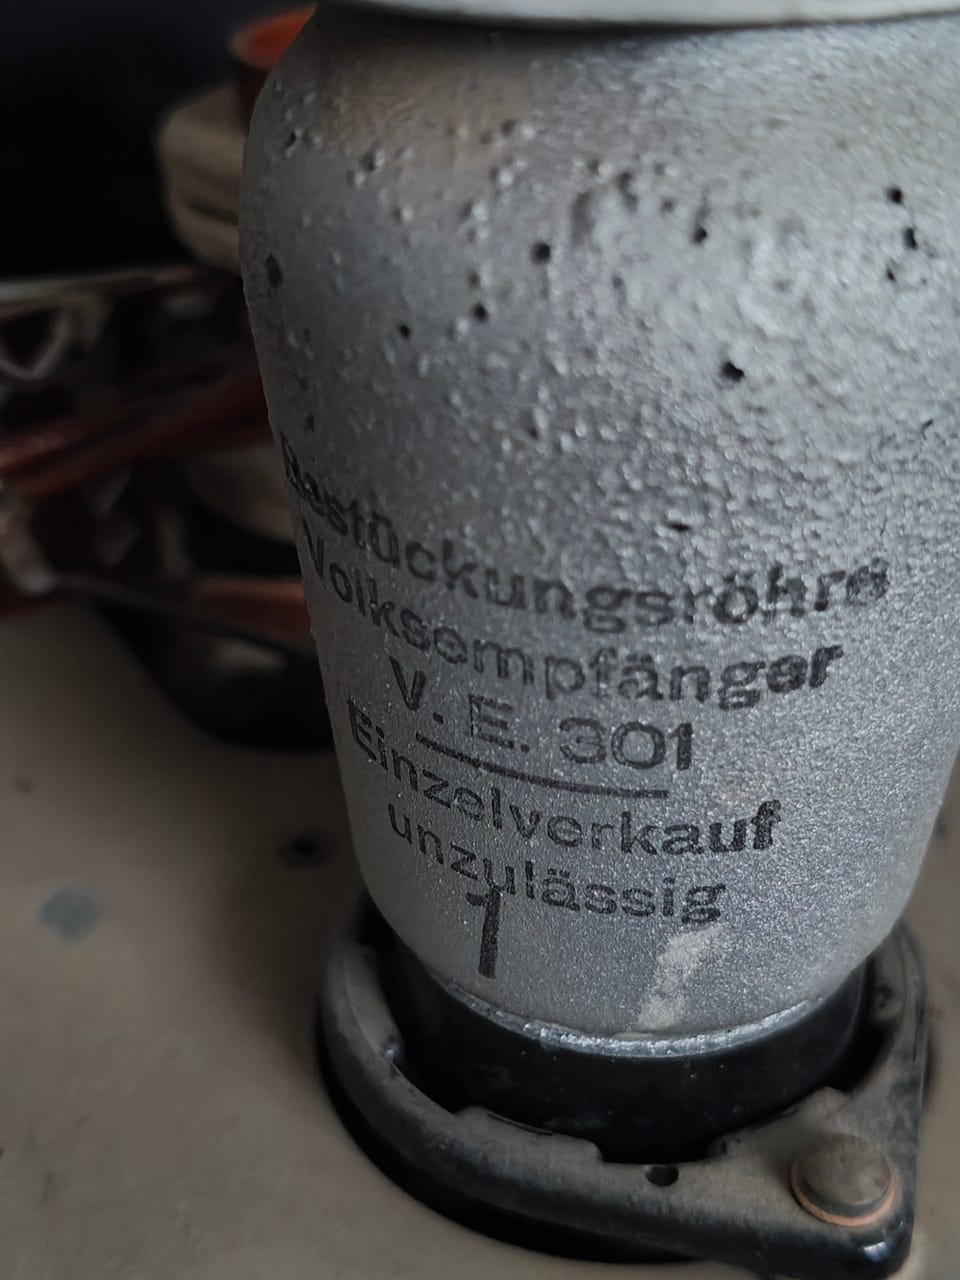 Bestückungsröhre
Volksempfänger
V. E. 301
Einzelverkauf
unzulässig
1